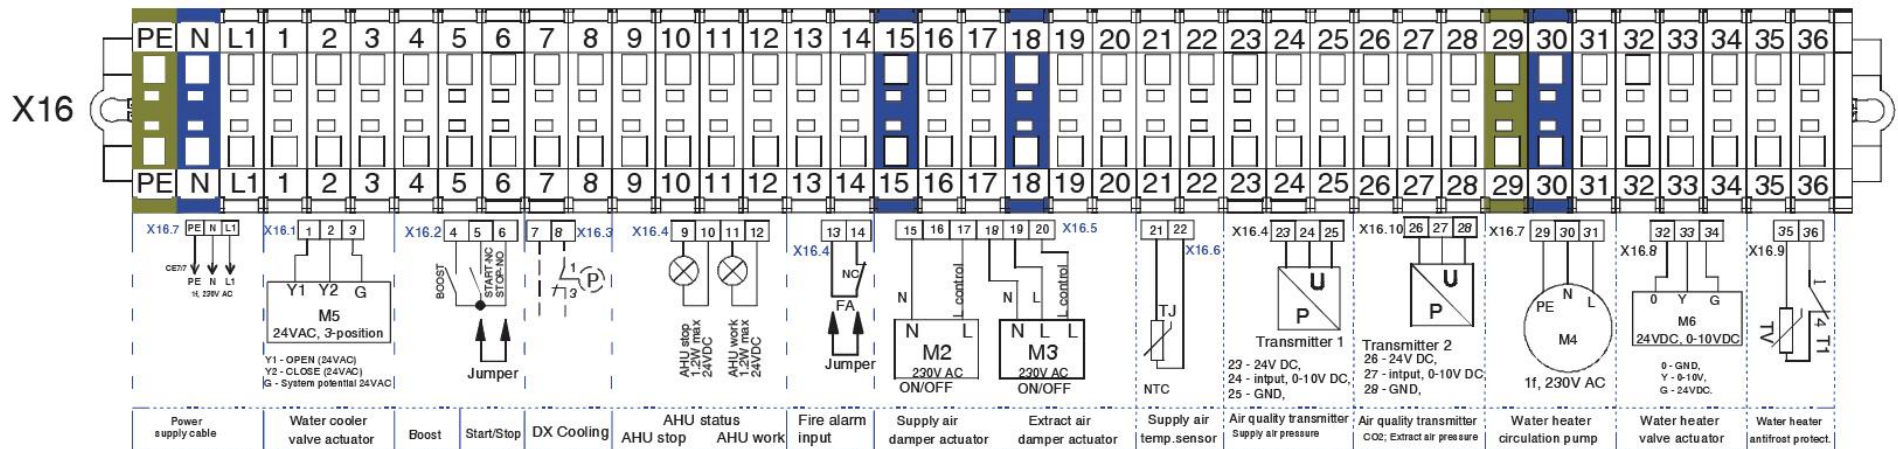 PE N L1 1 2 3 4 5 6 7 8 9 10 11 12 13 14 15 16 17 18 19 20 21 22 23 24 25 26 27 28 29 30 31 32 33 34 35 36
X16
PE N L1 1 2 3 4 5 6 7 8 9 10 11 12 13 14 15 16 17 18 19 20 21 22 23 24 25 26 27 28 29 30 31 32 33 34 35 36
X16.7 PE N L1
CE7/7
PE N L1
1f, 230V AC
Power
supply cable
X16.1 1 2 3
Y1 Y2 G
M5
24VAC, 3-position
Y1 - OPEN (24VAC)
Y2 - CLOSE (24VAC)
G - System potential 24VAC
Water cooler
valve actuator
X16.2 4 5 6
BOOST
START-NC
STOP-NO
Jumper
Boost
Start/Stop
7 8 X16.3
1
P
3
DX Cooling
X16.4 9 10 11 12
AHU stop
1.2W max
24VDC
AHU work
1.2W max
24VDC
AHU status
AHU stop AHU work
13 14
X16.4
NC
FA
Jumper
Fire alarm
input
15 16 17 18 19 20 X16.5
N L control N L L control
N L
M2
230V AC
ON/OFF
N L L
M3
230V AC
ON/OFF
Supply air
damper actuator
Extract air
damper actuator
21 22
X16.6
TJ
NTC
Supply air
temp.sensor
X16.4 23 24 25
U
P
Transmitter 1
23 - 24V DC,
24 - intput, 0-10V DC,
25 - GND,
Air quality transmitter
Supply air pressure
X16.10 26 27 28
U
P
Transmitter 2
26 - 24V DC,
27 - intput, 0-10V DC
28 - GND,
Air quality transmitter
CO2; Extract air pressure
X16.7 29 30 31
PE N L
M4
1f, 230V AC
Water heater
circulation pump
32 33 34
X16.8
0 Y G
M6
24VDC, 0-10VDC
0 - GND,
Y - 0-10V,
G - 24VDC.
Water heater
valve actuator
35 36
X16.9
1
TV
4 T1
Water heater
antifrost protect.